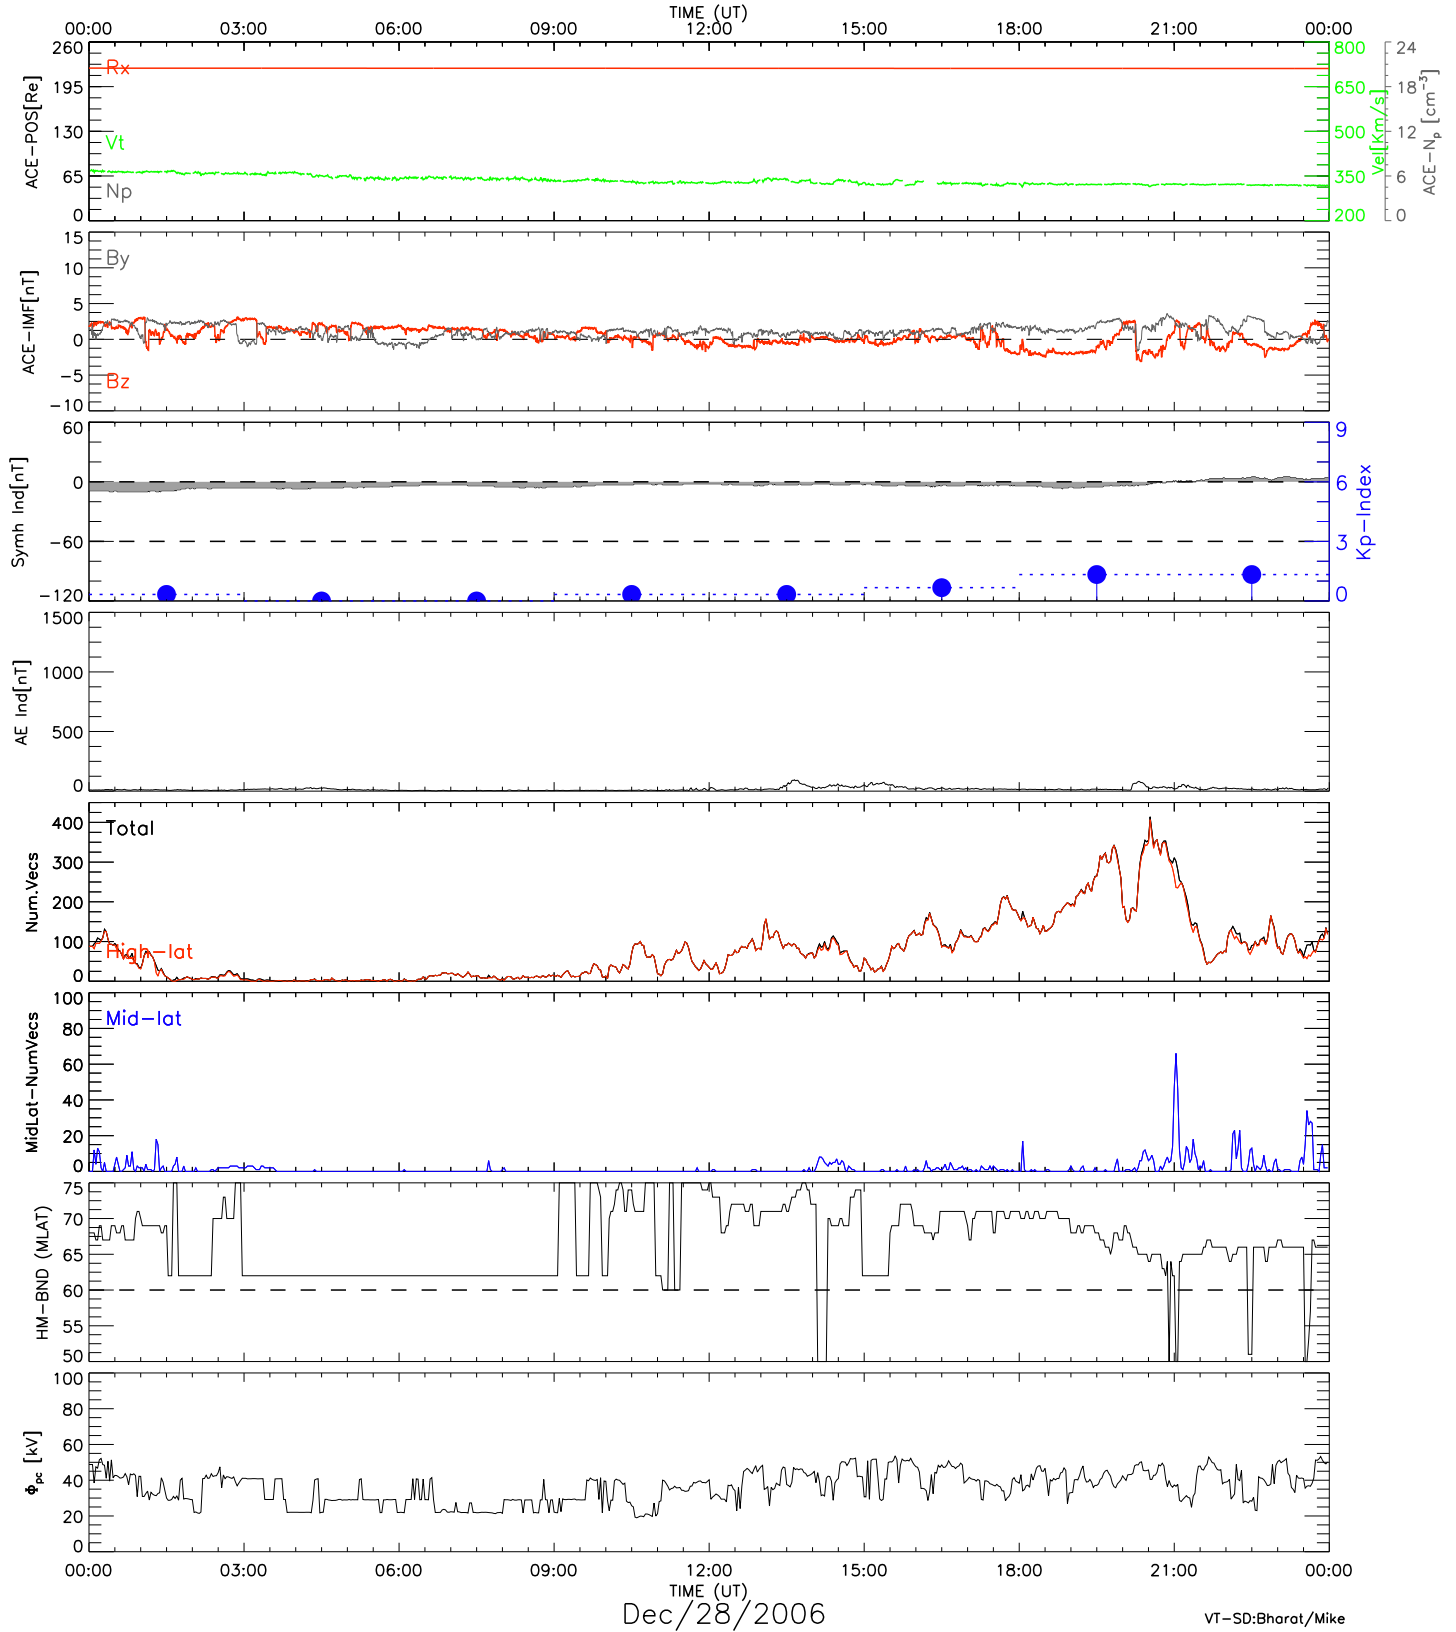 TIME (UT)
00:00 03:00 06:00 09:00 12:00 15:00 18:00 21:00 00:00
ACE-POS[Re]
260
195
130
65
0
Rx
Vt
Np
800
650
500
350
200
Vel[Km/s]
24
18
12
6
0
ACE-Np [cm-3]
ACE-IMF[nT]
15
10
5
0
-5
-10
By
Bz
Symh Ind[nT]
60
0
-60
-120
9
6
3
0
Kp-Index
AE Ind[nT]
1500
1000
500
0
Num.Vecs
400
300
200
100
0
Total
High-lat
MidLat-NumVecs
100
80
60
40
20
0
Mid-lat
HM-BND (MLAT)
75
70
65
60
55
50
Φpc [kV]
100
80
60
40
20
0
00:00 03:00 06:00 09:00 12:00 15:00 18:00 21:00 00:00
TIME (UT)
Dec/28/2006
VT-SD:Bharat/Mike